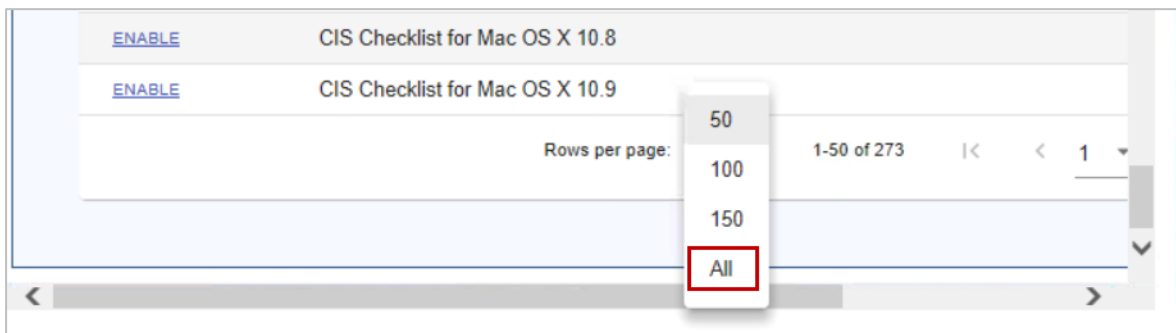 ENABLE CIS Checklist for Mac OS X 10.8
ENABLE CIS Checklist for Mac OS X 10.9
Rows per page: 1-50 of 273 1
50
100
150
All